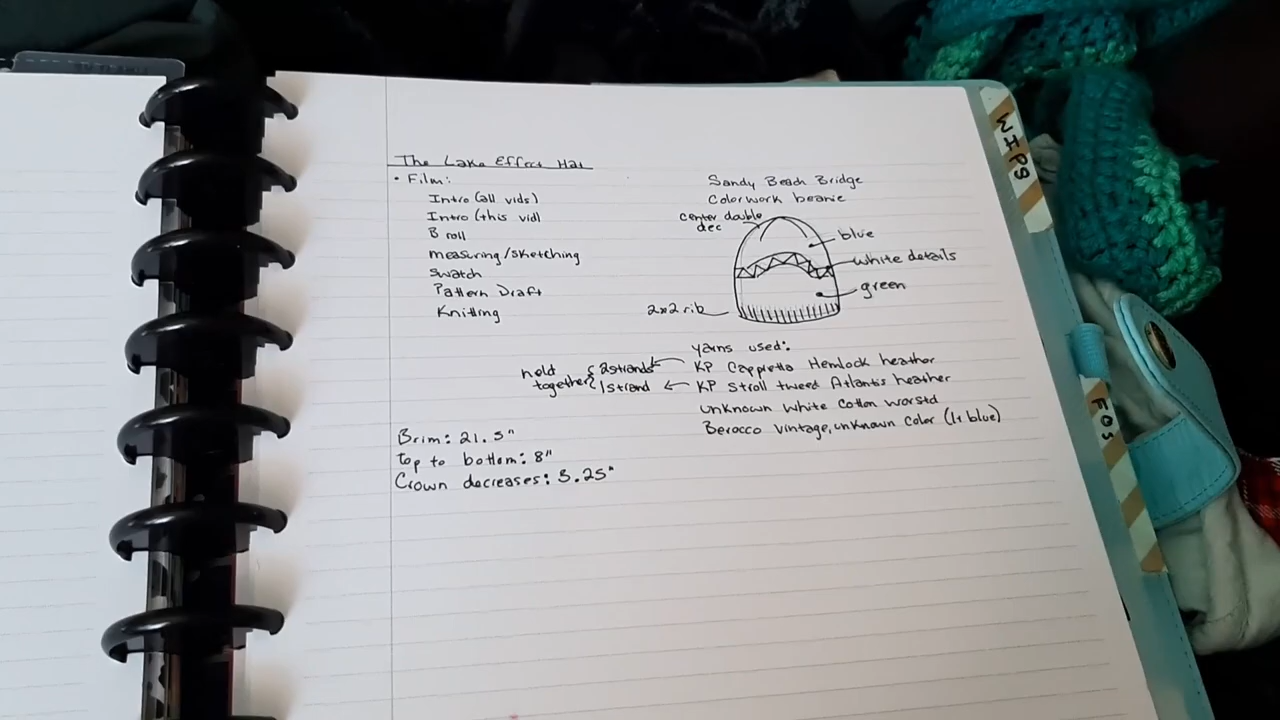 The Lake Effect Hat
• Film:
Intro (all vids)
Intro (this vid)
B roll
measuring/sketching
Swatch
Pattern Draft
Knitting
Sandy Beach Bridge
Colorwork beanie
center double
dec
blue
white details
green
2x2 rib
yarns used:
hold
together
2 strands
KP Cappretta Hemlock heather
1 strand
KP Stroll tweed Atlantis heather
unknown white cotton worstd
Berocco vintage, unknown color (lt blue)
Brim: 21.5"
top to bottom: 8"
Crown decreases: 3.25"
WIPS
FOS